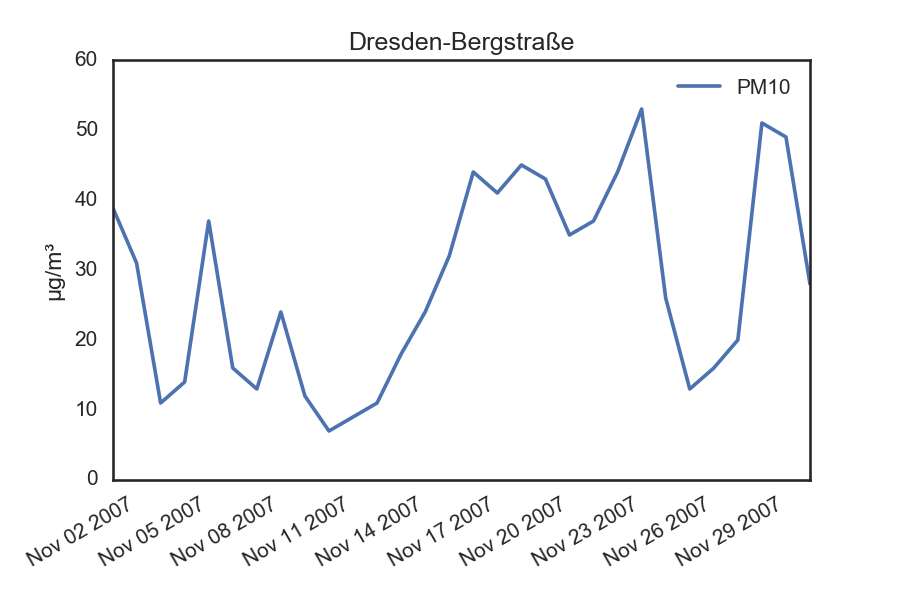 Dresden-Bergstraße
PM10
µg/m³
60
50
40
30
20
10
0
Nov 02 2007
Nov 05 2007
Nov 08 2007
Nov 11 2007
Nov 14 2007
Nov 17 2007
Nov 20 2007
Nov 23 2007
Nov 26 2007
Nov 29 2007